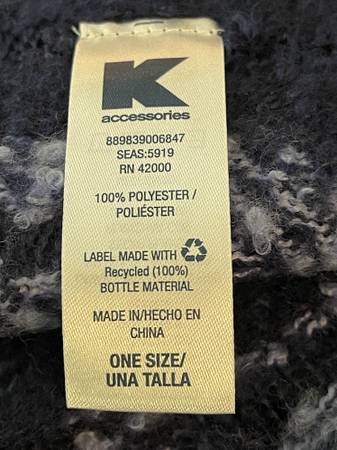 K
accessories
889839006847
SEAS:5919
RN 42000
100% POLYESTER /
POLIÉSTER
LABEL MADE WITH
Recycled (100%)
BOTTLE MATERIAL
MADE IN/HECHO EN
CHINA
ONE SIZE/
UNA TALLA